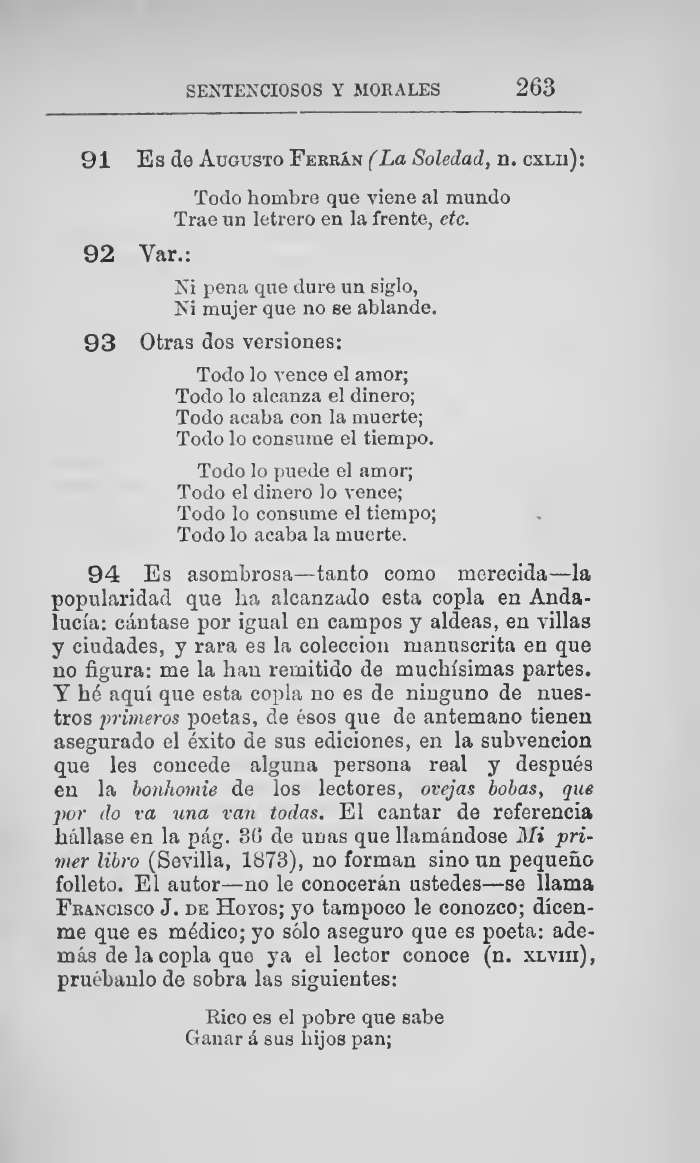 SENTENCIOSOS Y MORALES 263
91 Es de Augusto Ferrán (La Soledad, n. CXLII):
Todo hombre que viene al mundo
Trae un letrero en la frente, etc.
92 Var.:
Ni pena que dure un siglo,
Ni mujer que no se ablande.
93 Otras dos versiones:
Todo lo vence el amor;
Todo lo alcanza el dinero;
Todo acaba con la muerte;
Todo lo consume el tiempo.
Todo lo puede el amor;
Todo el dinero lo vence;
Todo lo consume el tiempo;
Todo lo acaba la muerte.
94 Es asombrosa—tanto como merecida—la
popularidad que ha alcanzado esta copla en Anda-
lucía: cántase por igual en campos y aldeas, en villas
y ciudades, y rara es la coleccion manuscrita en que
no figura: me la han remitido de muchísimas partes.
Y hé aquí que esta copla no es de ninguno de nues-
tros primeros poetas, de ésos que de antemano tienen
asegurado el éxito de sus ediciones, en la subvencion
que les concede alguna persona real y después
en la bonhomie de los lectores, ovejas bobas, que
por do va una van todas. El cantar de referencia
hállase en la pág. 36 de unas que llamándose Mi pri-
mer libro (Sevilla, 1873), no forman sino un pequeño
folleto. El autor—no le conocerán ustedes—se llama
Francisco J. de Hoyos; yo tampoco le conozco; dícen-
me que es médico; yo sólo aseguro que es poeta: ade-
más de la copla que ya el lector conoce (n. XLVIII),
pruébanlo de sobra las siguientes:
Rico es el pobre que sabe
Ganar á sus hijos pan;